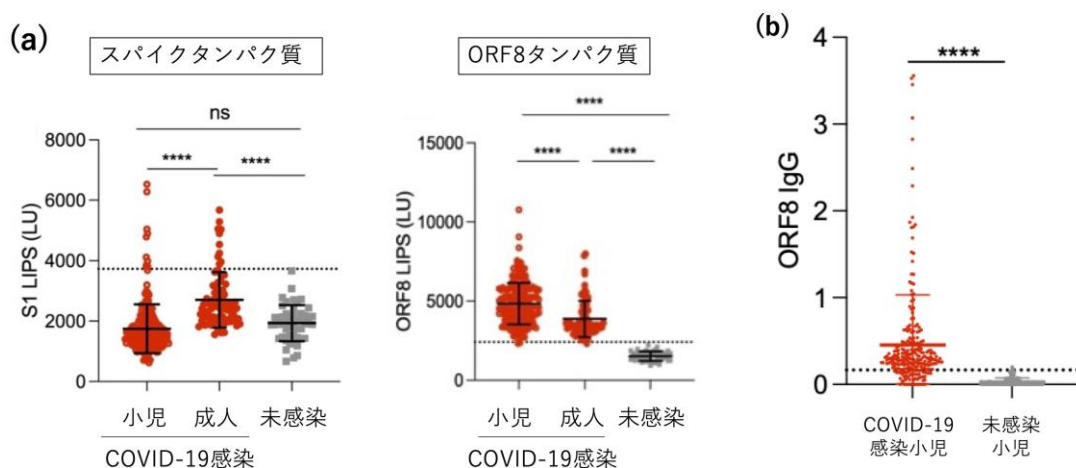 (a)
スパイクタンパク質
ns
****
****
8000
6000
4000
2000
0
S1 LIPS (LU)
小児
成人
未感染
COVID-19感染
ORF8タンパク質
****
****
****
15000
10000
5000
0
ORF8 LIPS (LU)
小児
成人
未感染
COVID-19感染
(b)
****
4
3
2
1
0
ORF8 IgG
COVID-19
感染小児
未感染
小児